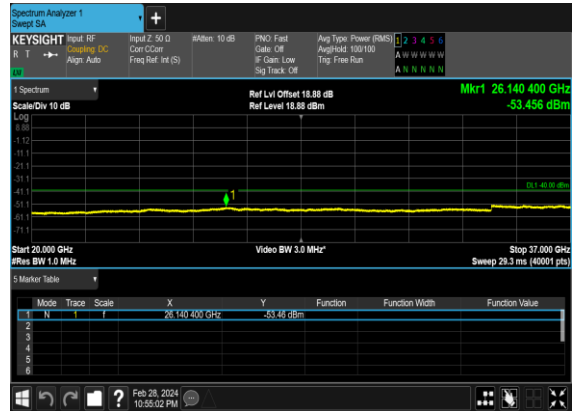 Spectrum Analyzer 1
Swept SA
+
KEYSIGHT Input: RF Input Z: 50 Ω #Atten: 10 dB PNO: Fast Avg Type: Power (RMS) 1 2 3 4 5 6
R T Coupling: DC Corr CCorr Gate: Off Avg|Hold: 100/100 A W W W W W
Align: Auto Freq Ref: Int (S) IF Gain: Low Trig: Free Run
LW Sig Track: Off A N N N N N
1 Spectrum Ref Lvl Offset 18.88 dB Mkr1 26.140 400 GHz
Scale/Div 10 dB Ref Level 18.88 dBm -53.456 dBm
Log
8.88
-1.12
-11.1
-21.1
-31.1
DL1 -40.00 dBm
-41.1
1
-51.1
-61.1
-71.1
Start 20.000 GHz Video BW 3.0 MHz* Stop 37.000 GHz
#Res BW 1.0 MHz Sweep 29.3 ms (40001 pts)
5 Marker Table
Mode Trace Scale X Y Function Function Width Function Value
1 N 1 f 26.140 400 GHz -53.46 dBm
2
3
4
5
6
? Feb 28, 2024
10:55:02 PM